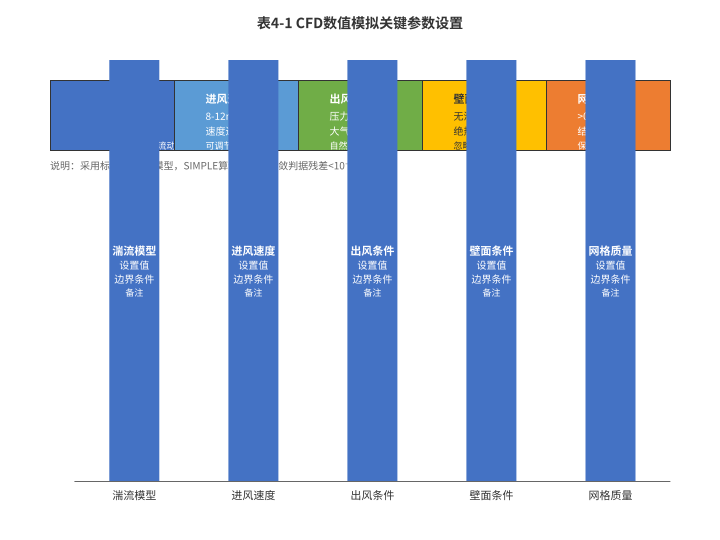 表4-1 CFD数值模拟关键参数设置
进风
8-12
速度
可调
出风
压力
大气
自然
壁
无
绝
忽
网
>
结
保
流动
说明：采用标 模型，SIMPLE算 敛判据残差<10
湍流模型
设置值
边界条件
备注
进风速度
设置值
边界条件
备注
出风条件
设置值
边界条件
备注
壁面条件
设置值
边界条件
备注
网格质量
设置值
边界条件
备注
湍流模型 进风速度 出风条件 壁面条件 网格质量